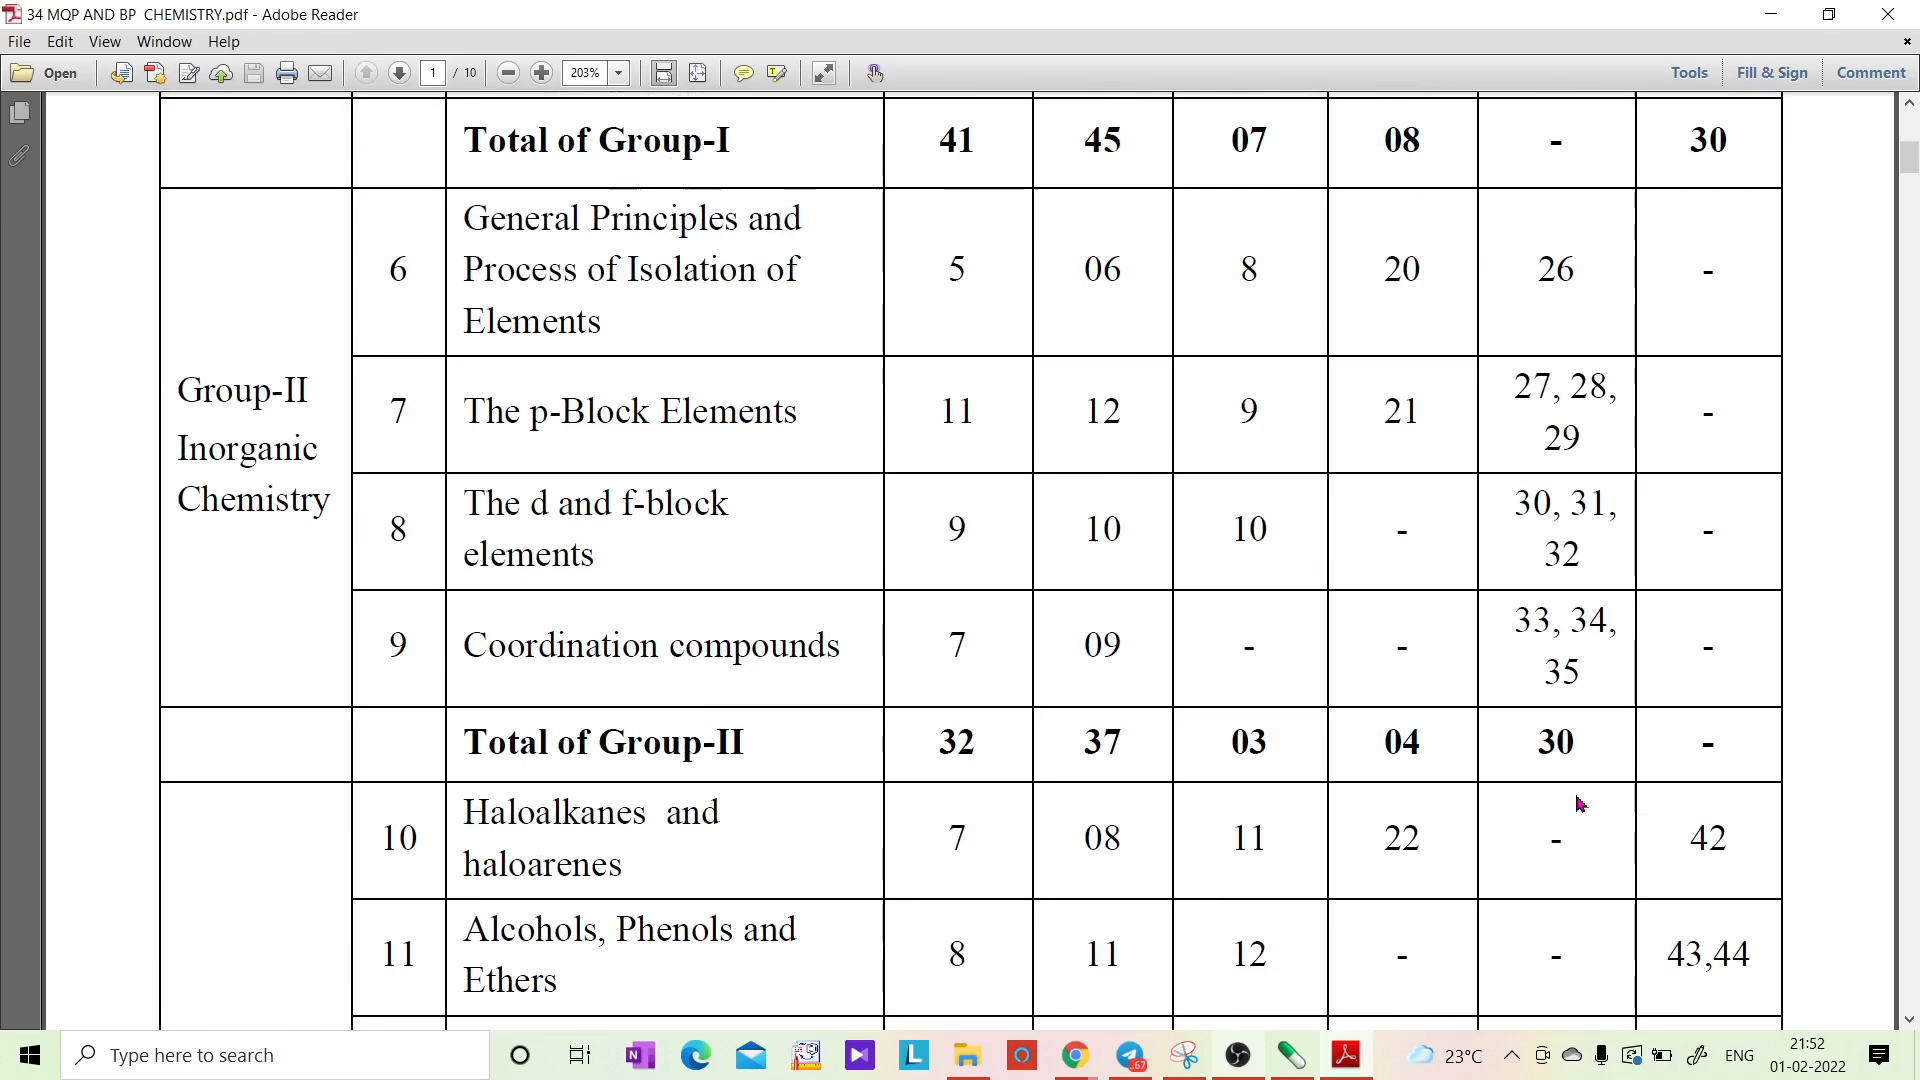 34 MQP AND BP  CHEMISTRY.pdf - Adobe Reader
File Edit View Window Help
Open 1 / 10 203% Tools Fill & Sign Comment
Total of Group-I 41 45 07 08 - 30
Group-II
Inorganic
Chemistry
6 General Principles and
Process of Isolation of
Elements 5 06 8 20 26 -
7 The p-Block Elements 11 12 9 21 27, 28,
29 -
8 The d and f-block
elements 9 10 10 - 30, 31,
32 -
9 Coordination compounds 7 09 - - 33, 34,
35 -
Total of Group-II 32 37 03 04 30 -
10 Haloalkanes  and
haloarenes 7 08 11 22 - 42
11 Alcohols, Phenols and
Ethers 8 11 12 - - 43,44
Type here to search N L 67 23°C ENG 21:52
01-02-2022